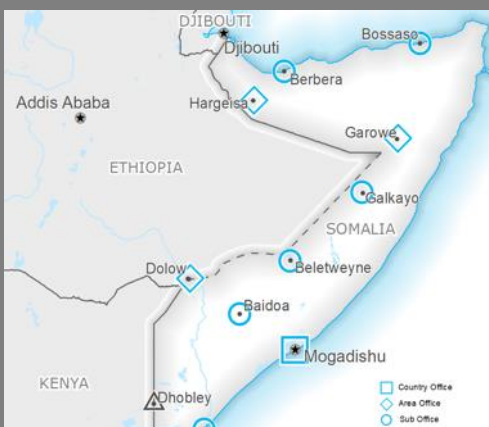 DJIBOUTI
Djibouti
Bossaso
Berbera
Addis Ababa
Hargeisa
Garowe
ETHIOPIA
Galkayo
SOMALIA
Dolow
Beletweyne
Baidoa
Mogadishu
KENYA
Dhobley
Country Office
Area Office
Sub Office